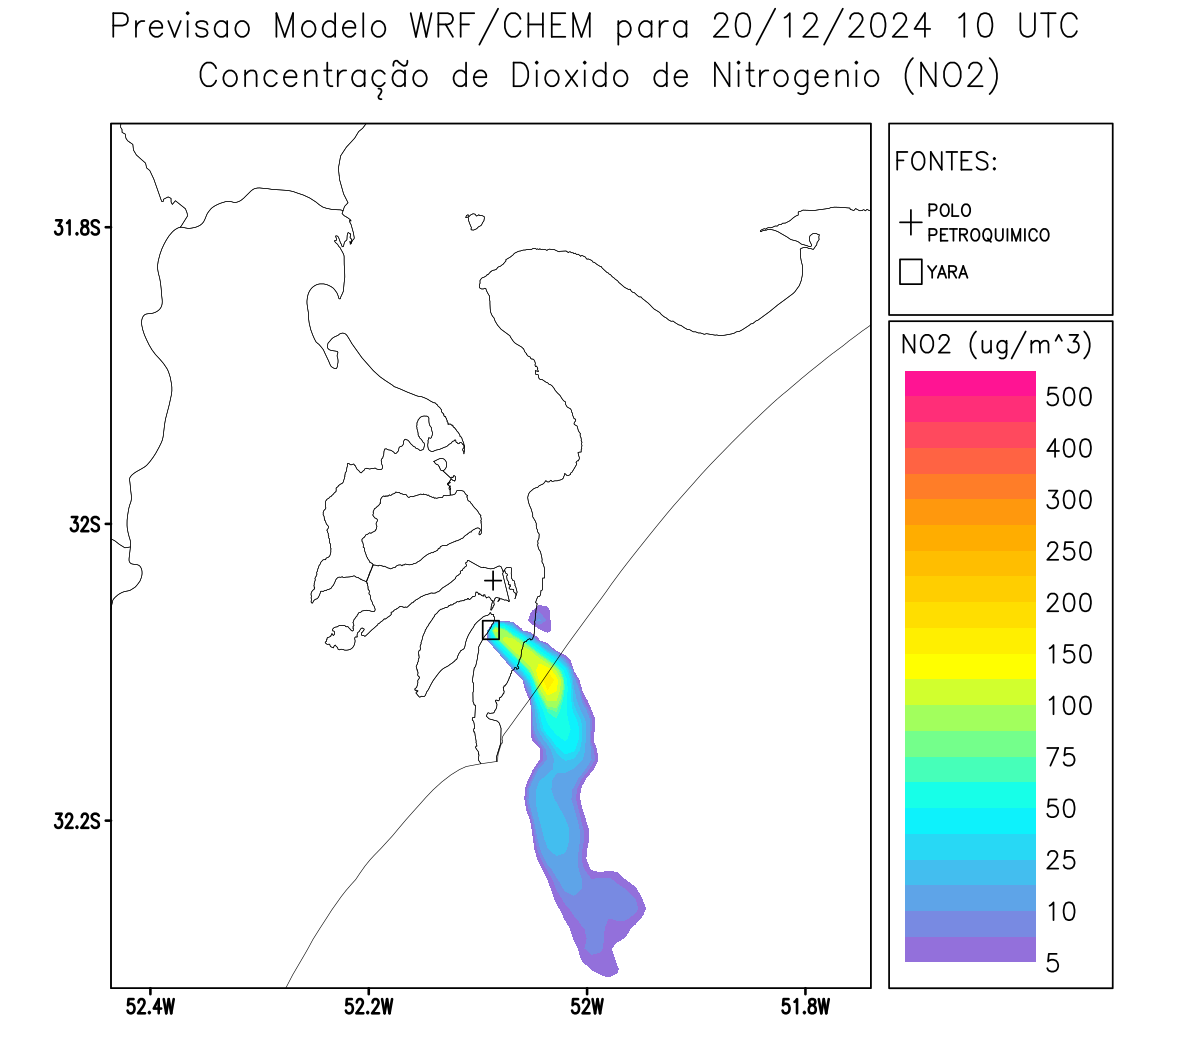 Previsao Modelo WRF/CHEM para 20/12/2024 10 UTC
Concentração de Dioxido de Nitrogenio (NO2)
FONTES:
POLO
PETROQUIMICO
YARA
NO2 (ug/m^3)
500
400
300
250
200
150
100
75
50
25
10
5
31.8S
32S
32.2S
52.4W
52.2W
52W
51.8W